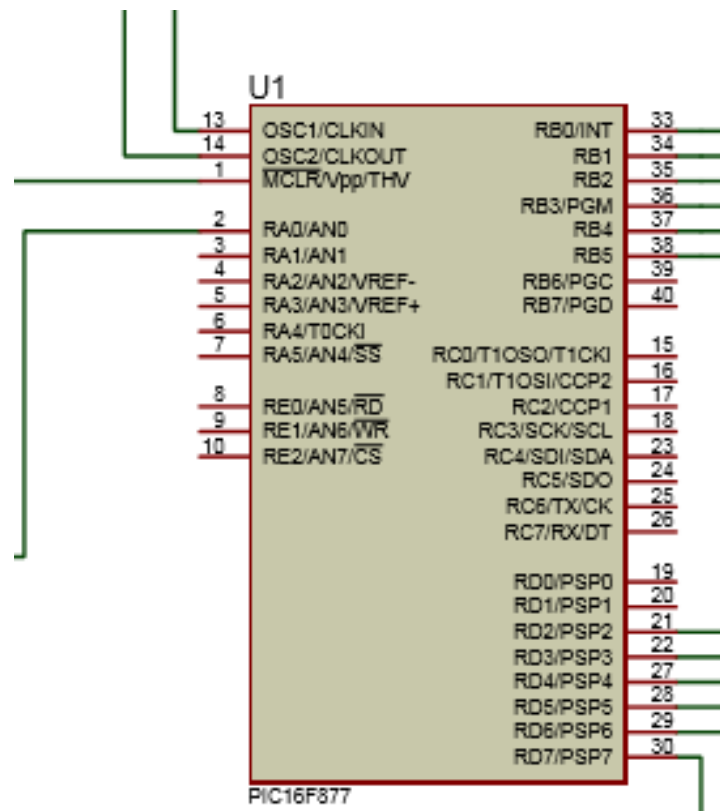 U1
13 OSC1/CLKIN RB0/INT 33
14 OSC2/CLKOUT RB1 34
1 MCLR/Vpp/THV RB2 35
RB3/PGM 36
2 RA0/AN0 RB4 37
3 RA1/AN1 RB5 38
4 RA2/AN2/VREF- RB6/PGC 39
5 RA3/AN3/VREF+ RB7/PGD 40
6 RA4/T0CKI
7 RA5/AN4/SS RC0/T1OSO/T1CKI 15
RC1/T1OSI/CCP2 16
8 RE0/AN5/RD RC2/CCP1 17
9 RE1/AN6/WR RC3/SCK/SCL 18
10 RE2/AN7/CS RC4/SDI/SDA 23
RC5/SDO 24
RC6/TX/CK 25
RC7/RX/DT 26
RD0/PSP0 19
RD1/PSP1 20
RD2/PSP2 21
RD3/PSP3 22
RD4/PSP4 27
RD5/PSP5 28
RD6/PSP6 29
RD7/PSP7 30
PIC16F877